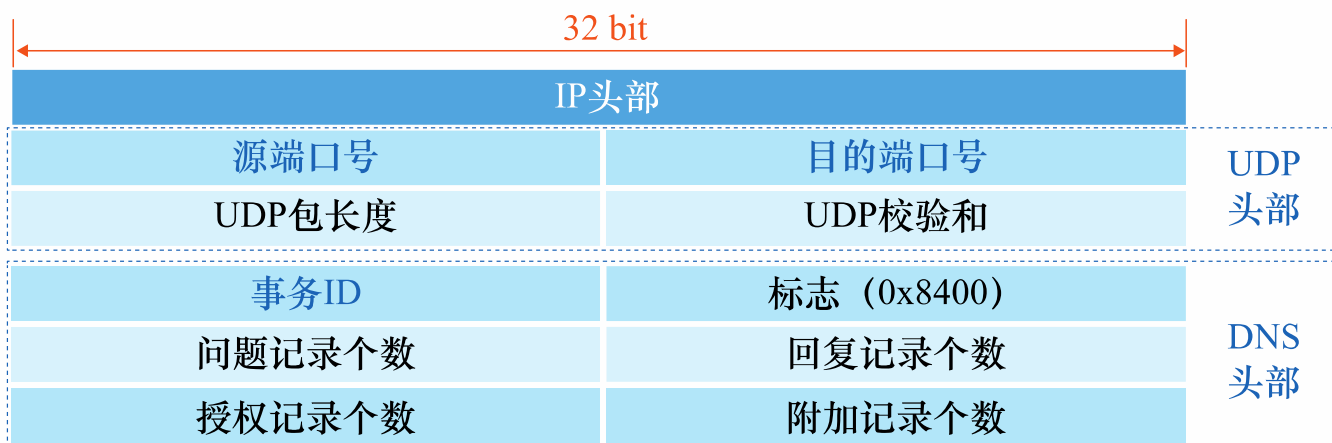 32 bit
IP头部
源端口号
目的端口号
UDP
头部
UDP包长度
UDP校验和
事务ID
标志（0x8400）
问题记录个数
回复记录个数
DNS
头部
授权记录个数
附加记录个数